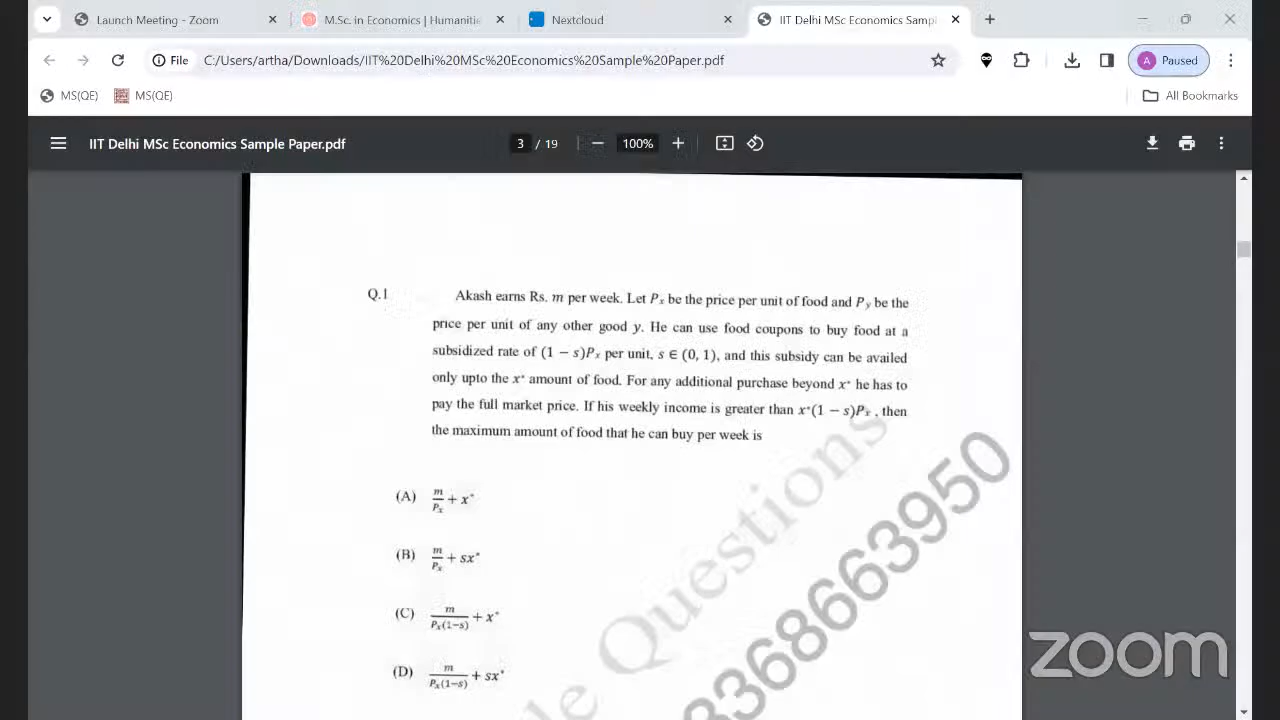 Launch Meeting - Zoom
M.Sc. in Economics | Humanitie
Nextcloud
IIT Delhi MSc Economics Sampl
File C:/Users/artha/Downloads/IIT%20Delhi%20MSc%20Economics%20Sample%20Paper.pdf
A Paused
MS(QE) MS(QE) All Bookmarks
IIT Delhi MSc Economics Sample Paper.pdf 3 / 19 100%
Q.1 Akash earns Rs. m per week. Let Pₓ be the price per unit of food and P_y be the
price per unit of any other good y. He can use food coupons to buy food at a
subsidized rate of (1 − s)Pₓ per unit, s ∈ (0, 1), and this subsidy can be availed
only upto the x* amount of food. For any additional purchase beyond x* he has to
pay the full market price. If his weekly income is greater than x*(1 − s)Pₓ, then
the maximum amount of food that he can buy per week is
(A) m/Pₓ + x*
(B) m/Pₓ + sx*
(C) m/Pₓ(1−s) + x*
(D) m/Pₓ(1−s) + sx*
le Questions
8368663950
zoom